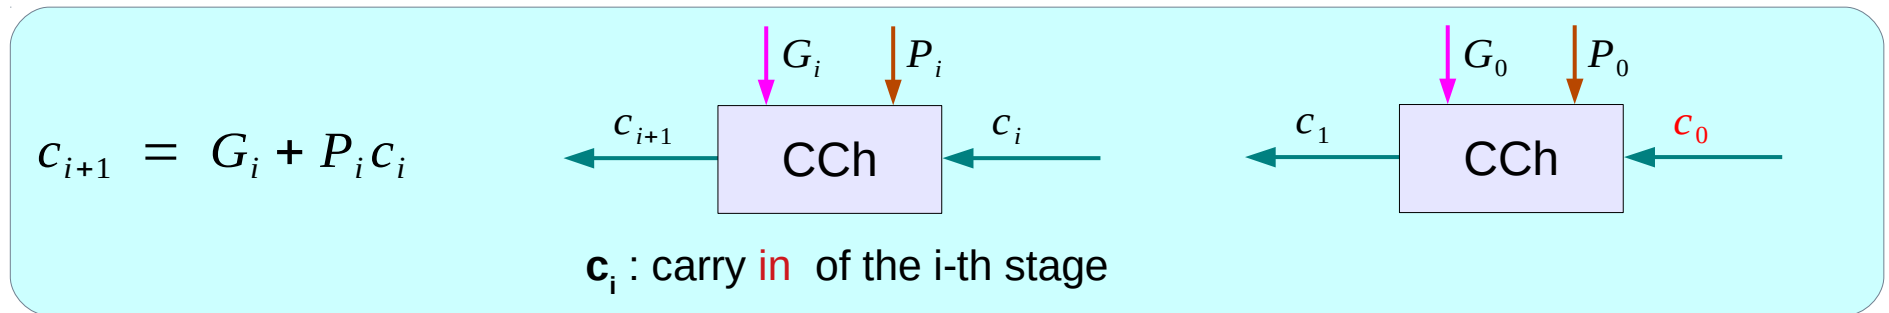 G_i P_i G_0 P_0
c_{i+1} = G_i + P_i c_i
c_{i+1} CCh c_i c_1 CCh c_0
c_i : carry in of the i-th stage